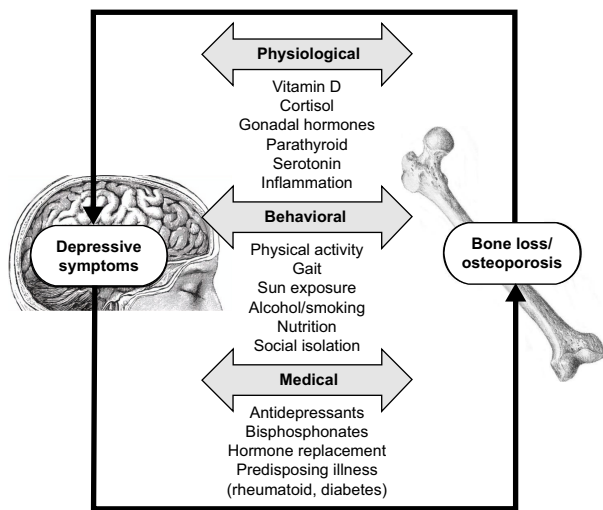 Physiological
Vitamin D
Cortisol
Gonadal hormones
Parathyroid
Serotonin
Inflammation
Behavioral
Depressive
symptoms
Bone loss/
osteoporosis
Physical activity
Gait
Sun exposure
Alcohol/smoking
Nutrition
Social isolation
Medical
Antidepressants
Bisphosphonates
Hormone replacement
Predisposing illness
(rheumatoid, diabetes)